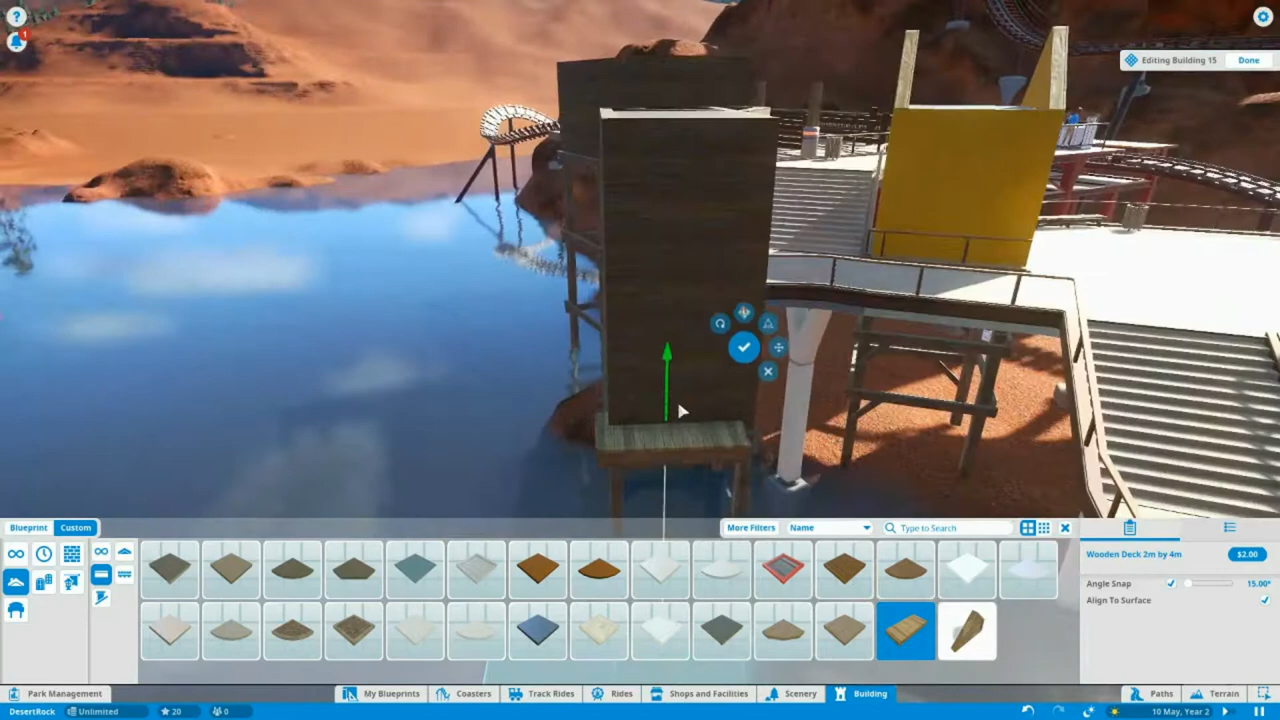 ?
1
Editing Building 15 Done
Blueprint Custom
More Filters Name Type to Search
Wooden Deck 2m by 4m $2.00
Angle Snap 15.00°
Align To Surface
Park Management My Blueprints Coasters Track Rides Rides Shops and Facilities Scenery Building Paths Terrain
DesertRock Unlimited 20 0 10 May, Year 2